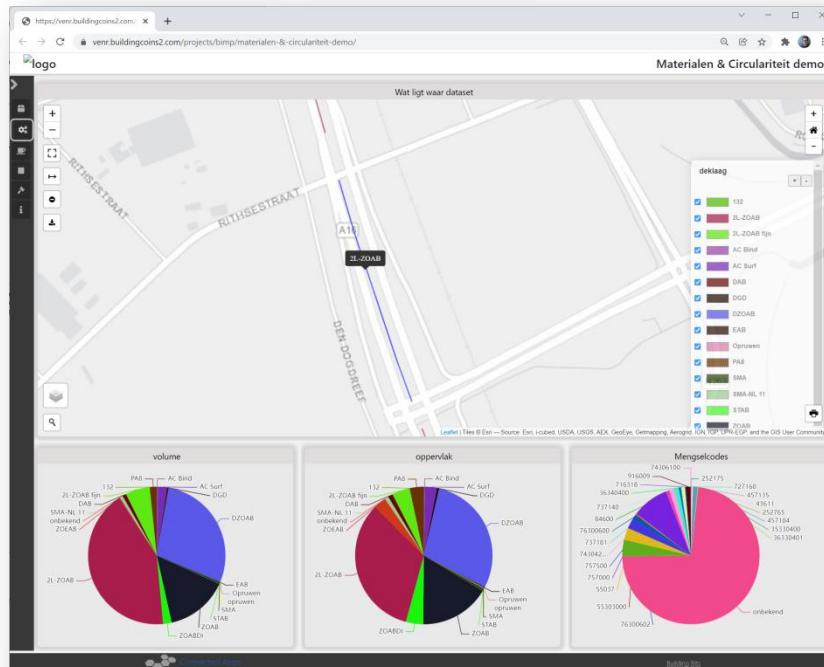 https://venr.buildingcoins2.com/
venr.buildingcoins2.com/projects/bimp/materialen-&-circulariteit-demo/
logo
Materialen & Circulariteit demo
Wat ligt waar dataset
RITHSESTRAAT
RITHSESTRAAT
A16
2L-ZOAB
DEN DOGDREEF
deklaag
132
2L-ZOAB
2L-ZOAB fijn
AC Bind
AC Surf
DAB
DGD
DZOAB
EAB
Opruwen
PA8
SMA
SMA-NL 11
STAB
ZOAB
Leaflet | Tiles © Esri — Source: Esri, i-cubed, USDA, USGS, AEX, GeoEye, Getmapping, Aerogrid, IGN, IGP, UPR-EGP, and the GIS User Community
volume
PA8
AC Bind
132
AC Surf
2L-ZOAB fijn
DGD
DAB
SMA-NL 11
DZOAB
onbekend
ZOEAB
2L-ZOAB
EAB
Opruwen
opruwen
SMA
STAB
ZOAB
ZOABDI
oppervlak
PA8
AC Bind
132
AC Surf
2L-ZOAB fijn
DGD
DAB
SMA-NL 11
DZOAB
onbekend
ZOEAB
2L-ZOAB
EAB
Opruwen
opruwen
SMA
STAB
ZOABDI
ZOAB
Mengselcodes
74306100
252175
916009
727160
716316
457135
36340400
43611
737140
252765
84600
457184
76300600
35330400
737181
36330401
743042...
757500
757000
55037
onbekend
55303000
76300602
Building Bits